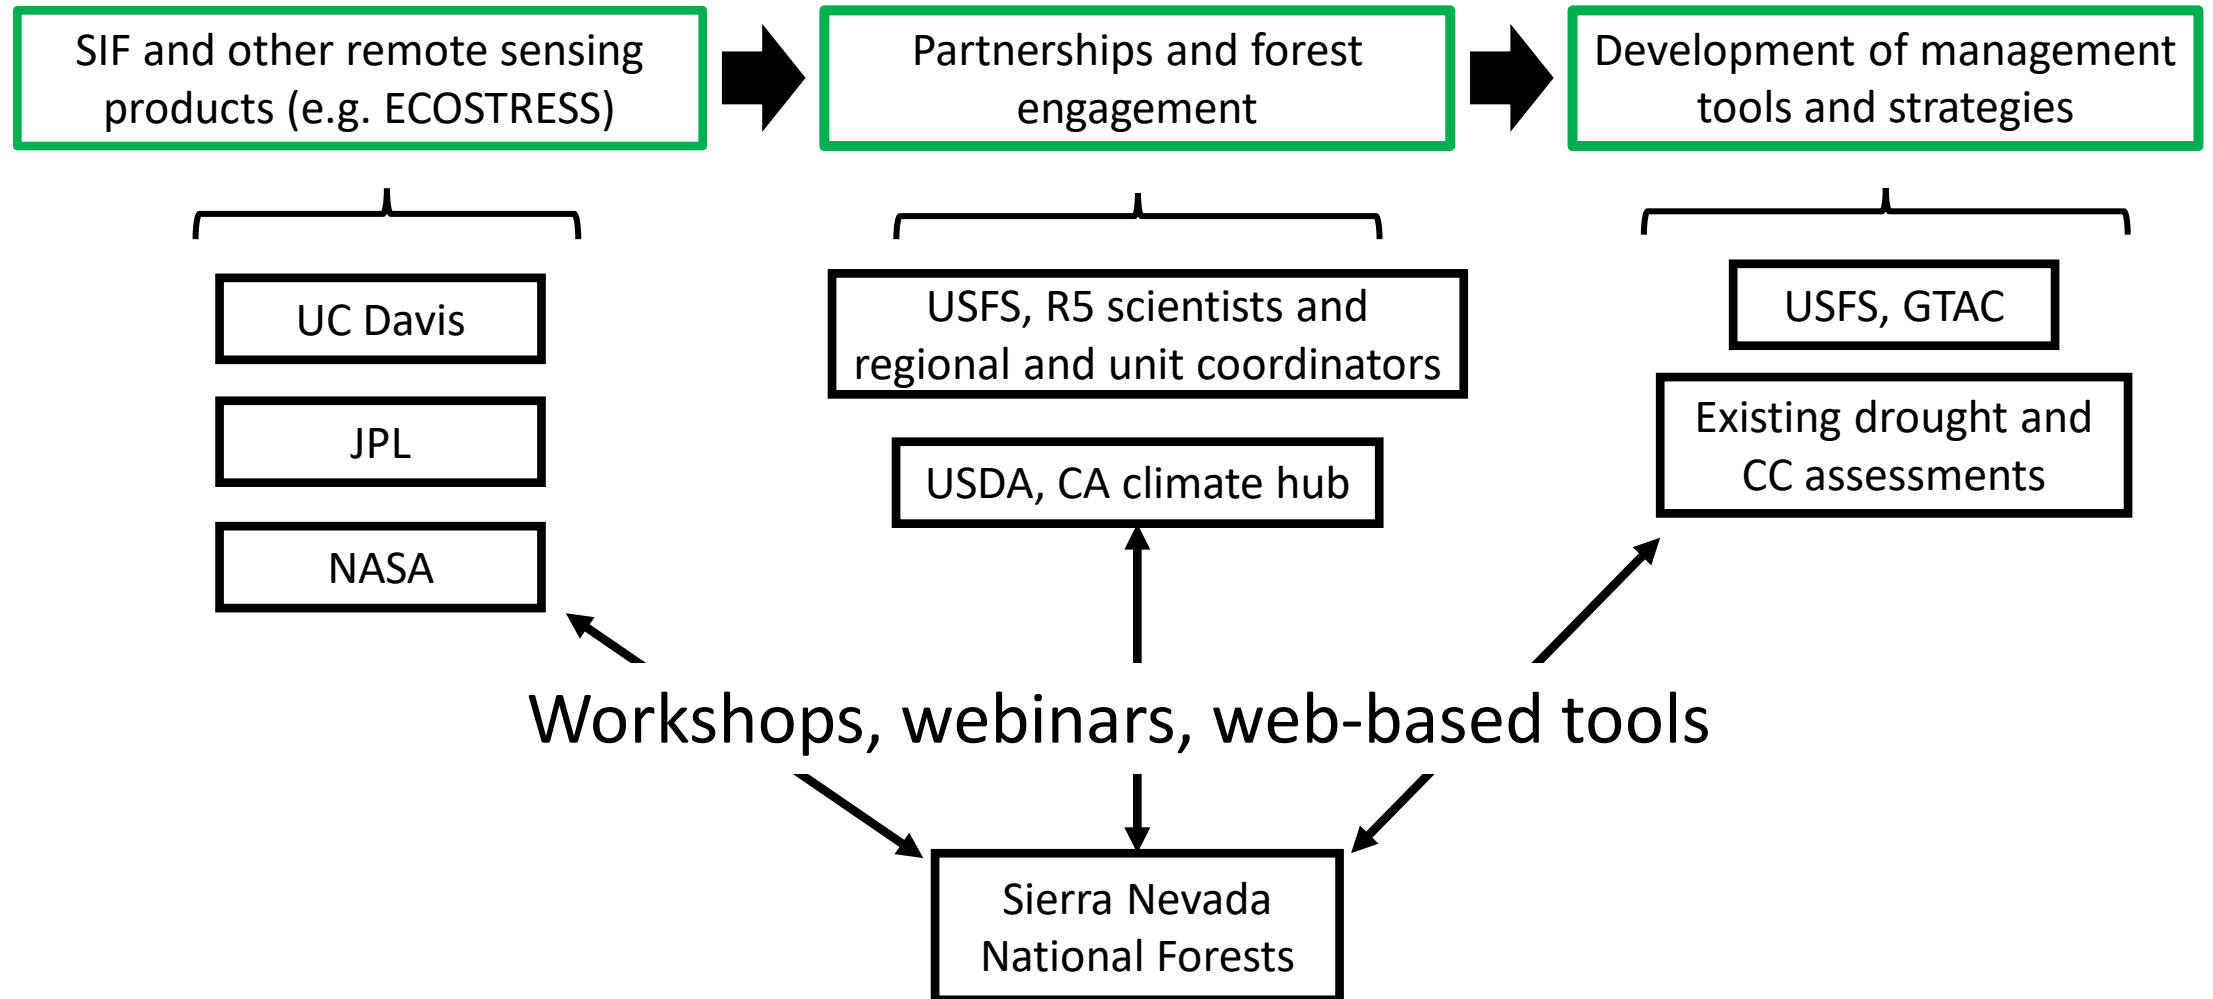 SIF and other remote sensing
products (e.g. ECOSTRESS)
Partnerships and forest
engagement
Development of management
tools and strategies
UC Davis
JPL
NASA
USFS, R5 scientists and
regional and unit coordinators
USDA, CA climate hub
USFS, GTAC
Existing drought and
CC assessments
Workshops, webinars, web-based tools
Sierra Nevada
National Forests